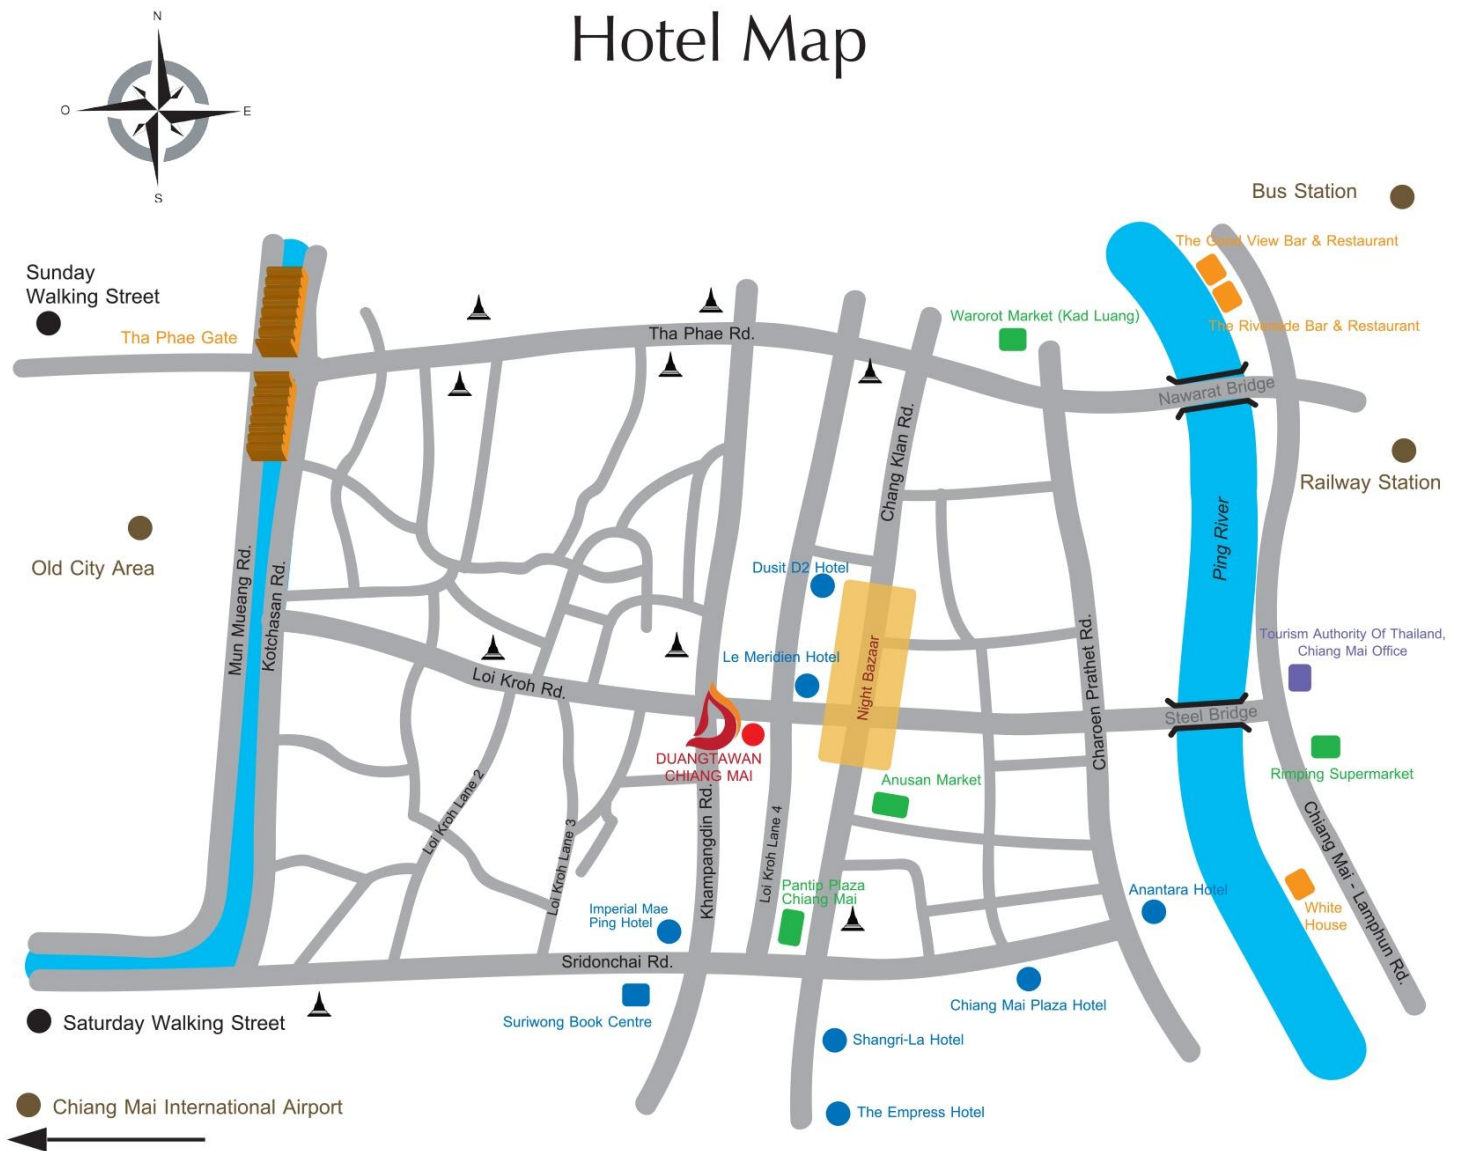 Hotel Map
N
O
E
S
Bus Station
The Good View Bar & Restaurant
Sunday
Walking Street
Tha Phae Gate
Tha Phae Rd.
Warorot Market (Kad Luang)
The Riverside Bar & Restaurant
Nawarat Bridge
Chang Klan Rd.
Railway Station
Ping River
Old City Area
Mun Mueang Rd.
Kotchasan Rd.
Dusit D2 Hotel
Le Meridien Hotel
Night Bazaar
Charoen Prathet Rd.
Tourism Authority Of Thailand,
Chiang Mai Office
Loi Kroh Rd.
Steel Bridge
DUANGTAWAN
CHIANG MAI
Anusan Market
Rimping Supermarket
Loi Kroh Lane 2
Loi Kroh Lane 3
Khampangdin Rd.
Loi Kroh Lane 4
Chiang Mai - Lamphun Rd.
Pantip Plaza
Chiang Mai
Anantara Hotel
White
House
Imperial Mae
Ping Hotel
Sridonchai Rd.
Suriwong Book Centre
Chiang Mai Plaza Hotel
Saturday Walking Street
Shangri-La Hotel
Chiang Mai International Airport
The Empress Hotel